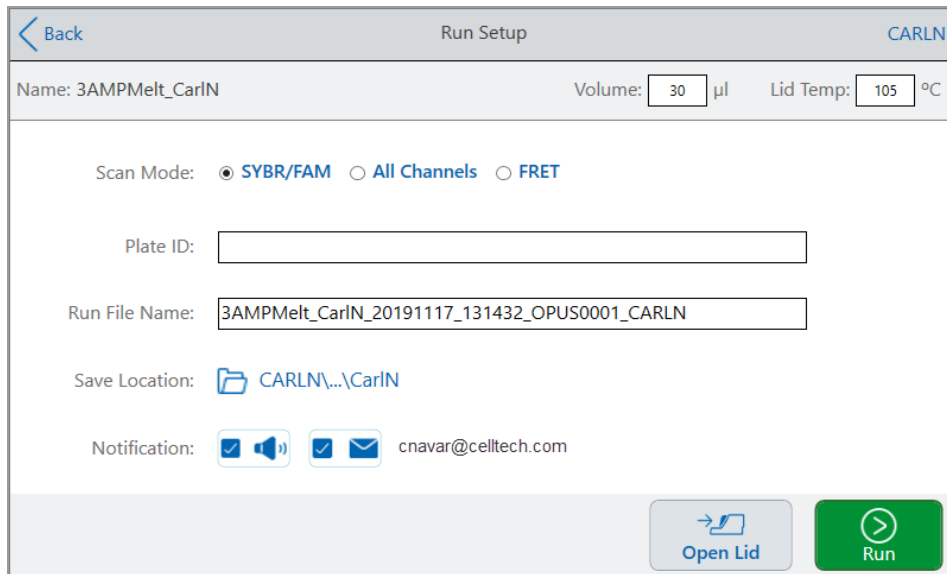 Back Run Setup CARLN
Name: 3AMPMelt_CarlN Volume: 30 µl Lid Temp: 105 °C
Scan Mode: SYBR/FAM All Channels FRET
Plate ID:
Run File Name: 3AMPMelt_CarlN_20191117_131432_OPUS0001_CARLN
Save Location: CARLN\...\CarlN
Notification: cnavar@celltech.com
Open Lid Run